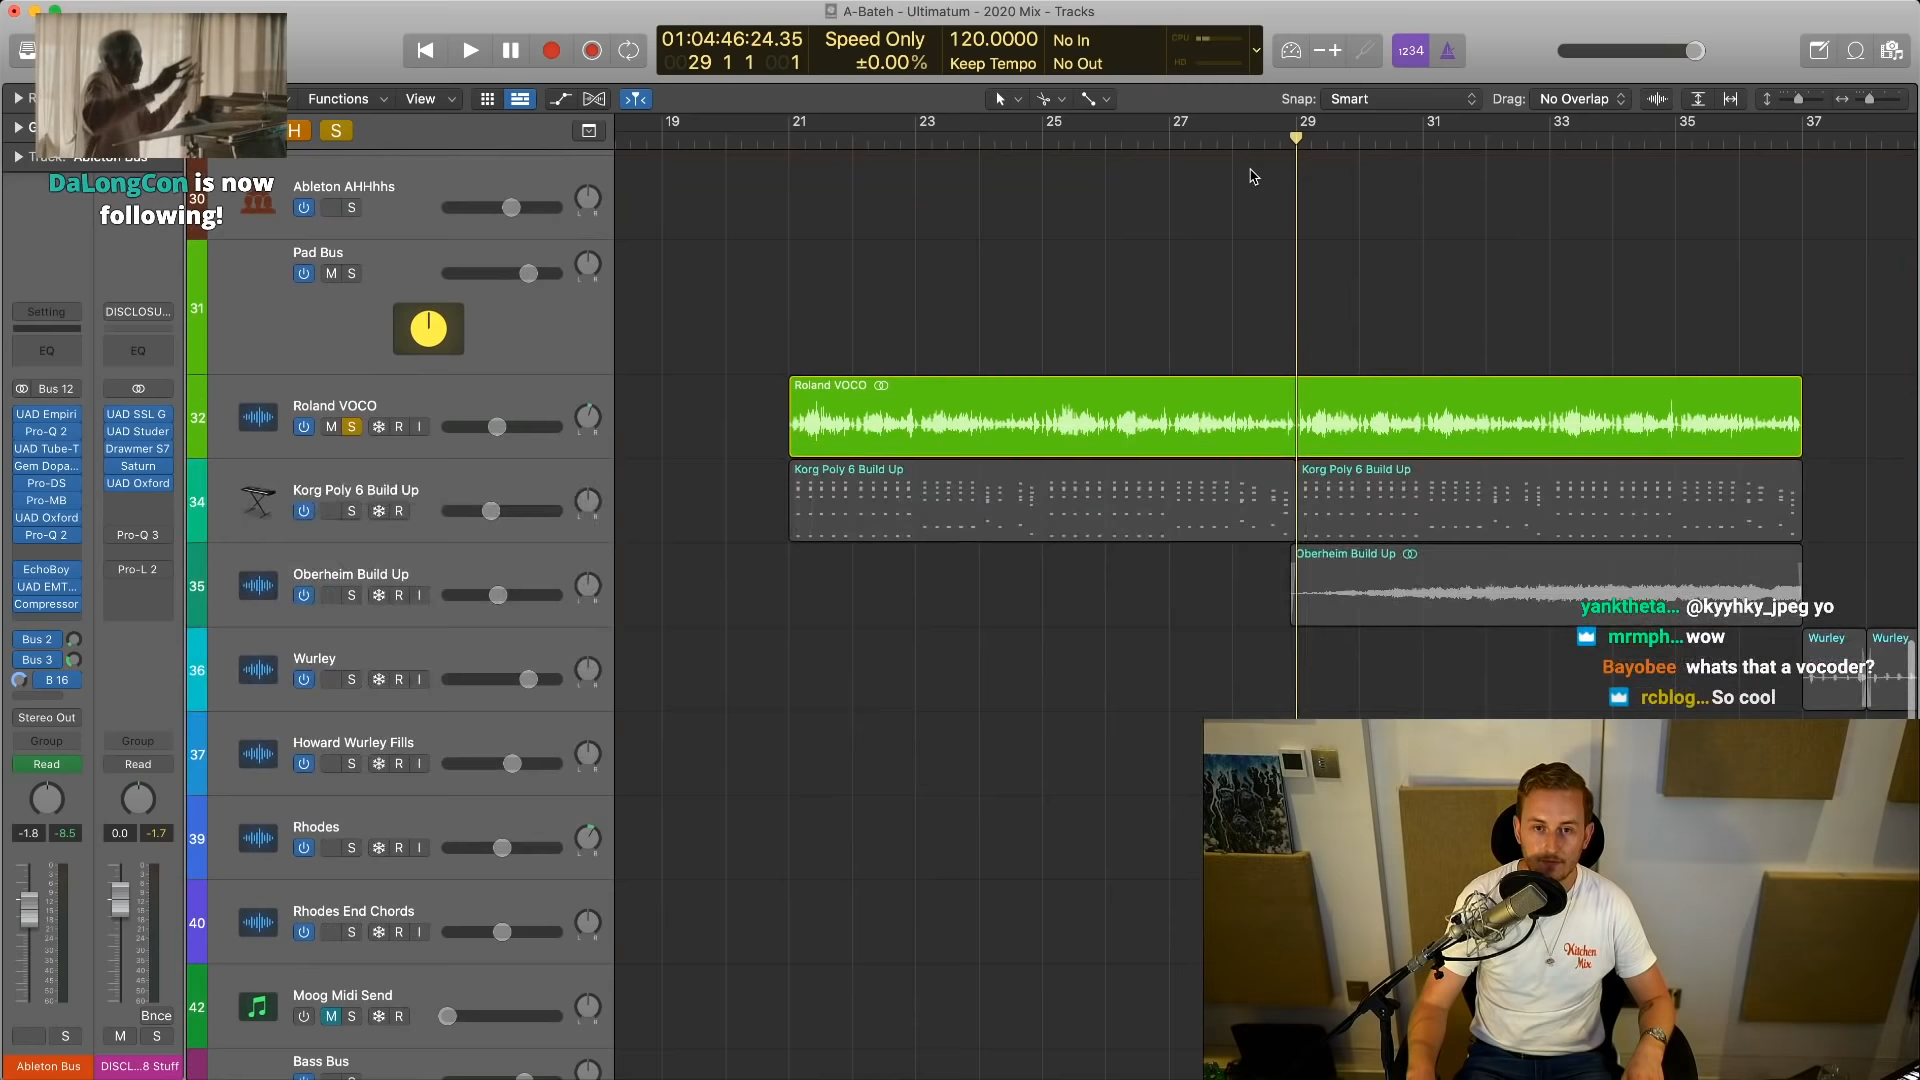 A-Bateh - Ultimatum - 2020 Mix - Tracks
01:04:46:24.35
0029 1 1 001
Speed Only
±0.00%
120.0000
Keep Tempo
No In
No Out
CPU
HD
1234
Functions
View
Snap: Smart
Drag: No Overlap
H S
19 21 23 25 27 29 31 33 35 37
DaLongCon is now
following!
30
Ableton AHHhhs
S
31
Pad Bus
M S
32
Roland VOCO
M S R I
34
Korg Poly 6 Build Up
S R
35
Oberheim Build Up
S R I
36
Wurley
S R I
37
Howard Wurley Fills
S R I
39
Rhodes
S R I
40
Rhodes End Chords
S R I
42
Moog Midi Send
M S R
Bass Bus
Roland VOCO
Korg Poly 6 Build Up
Korg Poly 6 Build Up
Oberheim Build Up
Wurley
Wurley
yanktheta... @kyyhky_jpeg yo
mrmph... wow
Bayobee whats that a vocoder?
rcblog... So cool
Setting
EQ
Bus 12
UAD Empiri
Pro-Q 2
UAD Tube-T
Gem Dopa...
Pro-DS
Pro-MB
UAD Oxford
Pro-Q 2
EchoBoy
UAD EMT...
Compressor
Bus 2
Bus 3
B 16
Stereo Out
Group
Read
-1.8 -8.5
S
Ableton Bus
DISCLOSU...
EQ
UAD SSL G
UAD Studer
Drawmer S7
Saturn
UAD Oxford
Pro-Q 3
Pro-L 2
Group
Read
0.0 -1.7
Bnce
M S
DISCL...8 Stuff
Kitchen
Mix